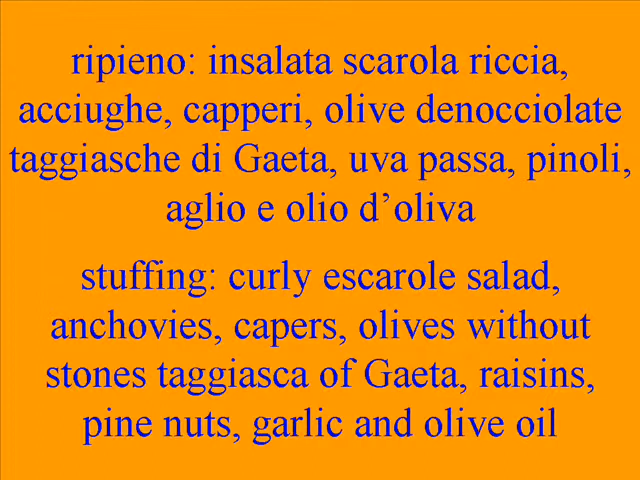 ripieno: insalata scarola riccia,
acciughe, capperi, olive denocciolate
taggiasche di Gaeta, uva passa, pinoli,
aglio e olio d’oliva
stuffing: curly escarole salad,
anchovies, capers, olives without
stones taggiasca of Gaeta, raisins,
pine nuts, garlic and olive oil